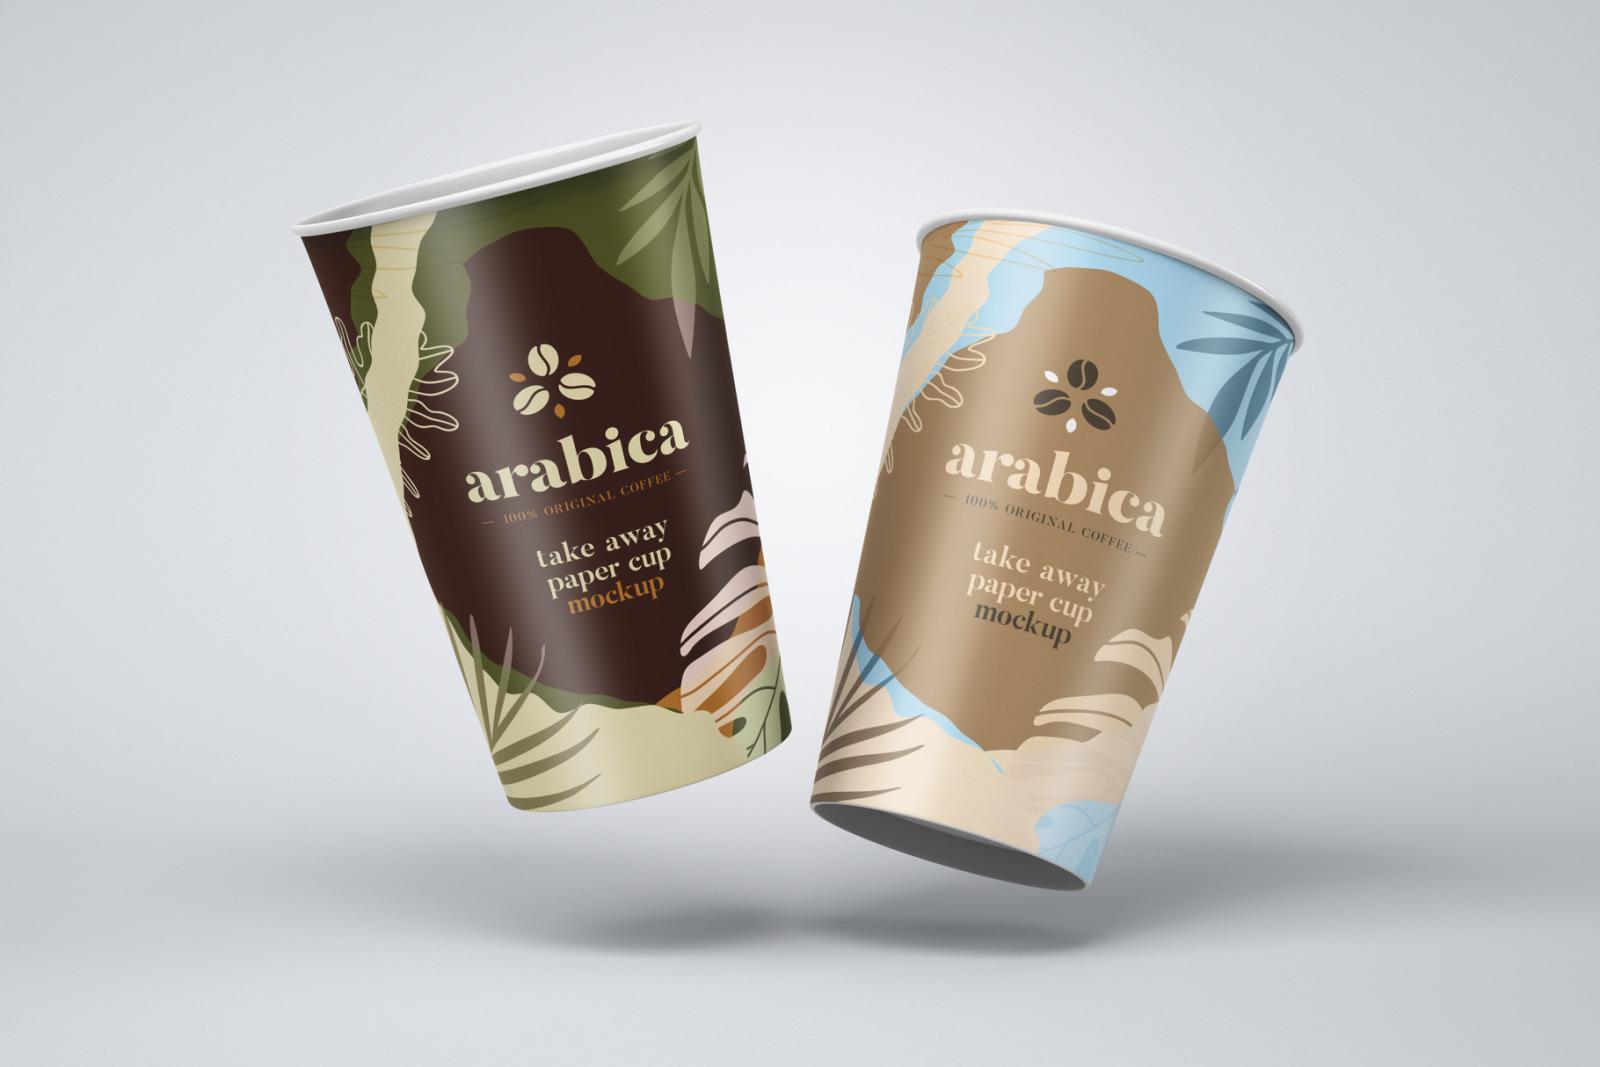 arabica
— 100% ORIGINAL COFFEE —
take away
paper cup
mockup
arabica
— 100% ORIGINAL COFFEE —
take away
paper cup
mockup